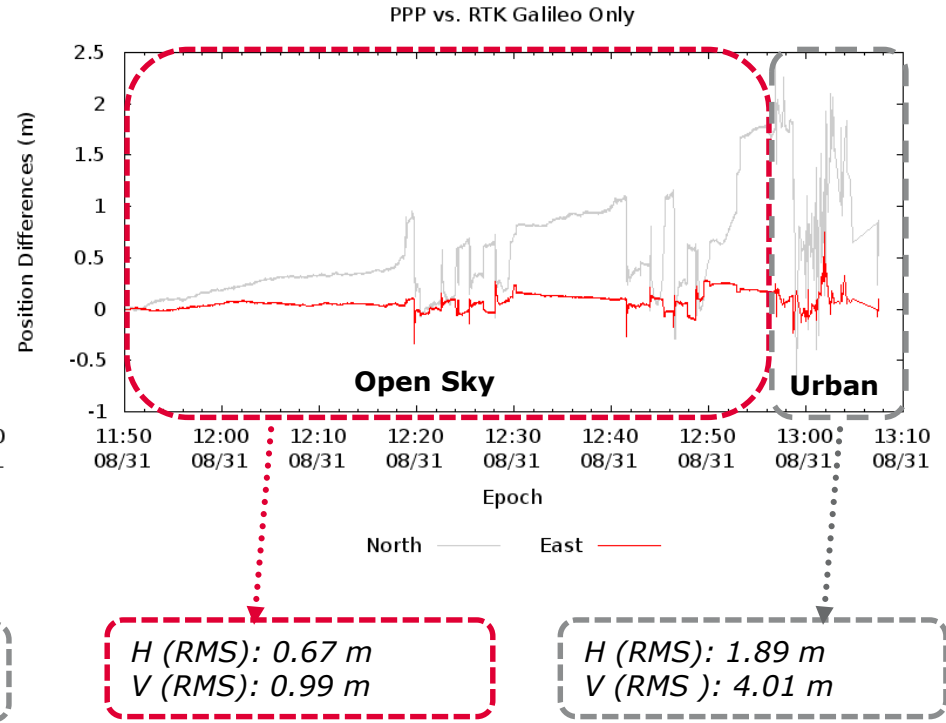 PPP vs. RTK Galileo Only
Position Differences (m)
2.5
2
1.5
1
0.5
0
-0.5
-1
Open Sky
Urban
11:50 12:00 12:10 12:20 12:30 12:40 12:50 13:00 13:10
08/31 08/31 08/31 08/31 08/31 08/31 08/31 08/31 08/31
Epoch
North East
H (RMS): 0.67 m
V (RMS): 0.99 m
H (RMS): 1.89 m
V (RMS ): 4.01 m